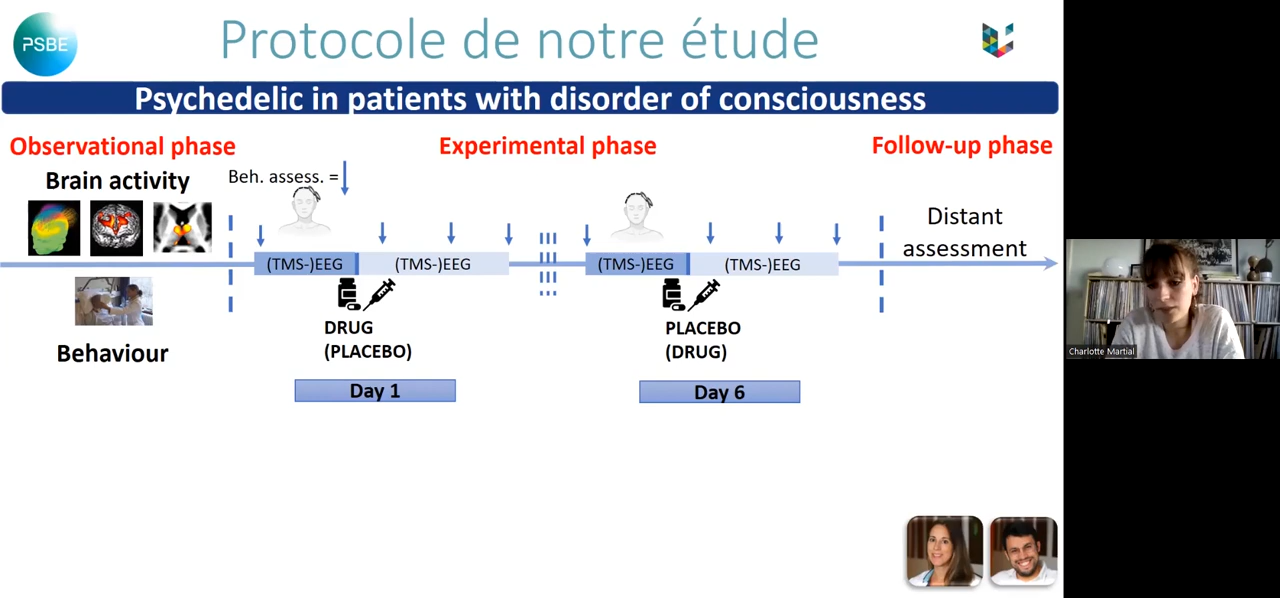 PSBE
Protocole de notre étude
Psychedelic in patients with disorder of consciousness
Observational phase
Experimental phase
Follow-up phase
Brain activity
Beh. assess. =
Distant
assessment
(TMS-)EEG
(TMS-)EEG
(TMS-)EEG
(TMS-)EEG
Behaviour
DRUG
(PLACEBO)
PLACEBO
(DRUG)
Day 1
Day 6
Charlotte Martial